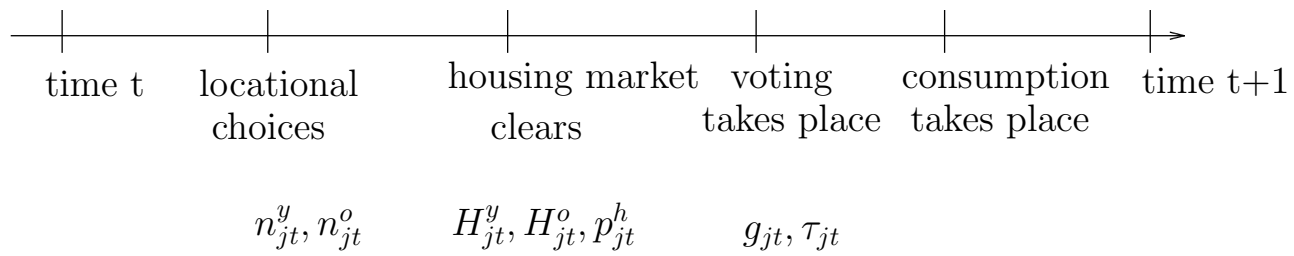 time t locational housing market voting consumption time t+1
choices clears takes place takes place
n^y_{jt}, n^o_{jt} H^y_{jt}, H^o_{jt}, p^h_{jt} g_{jt}, τ_{jt}